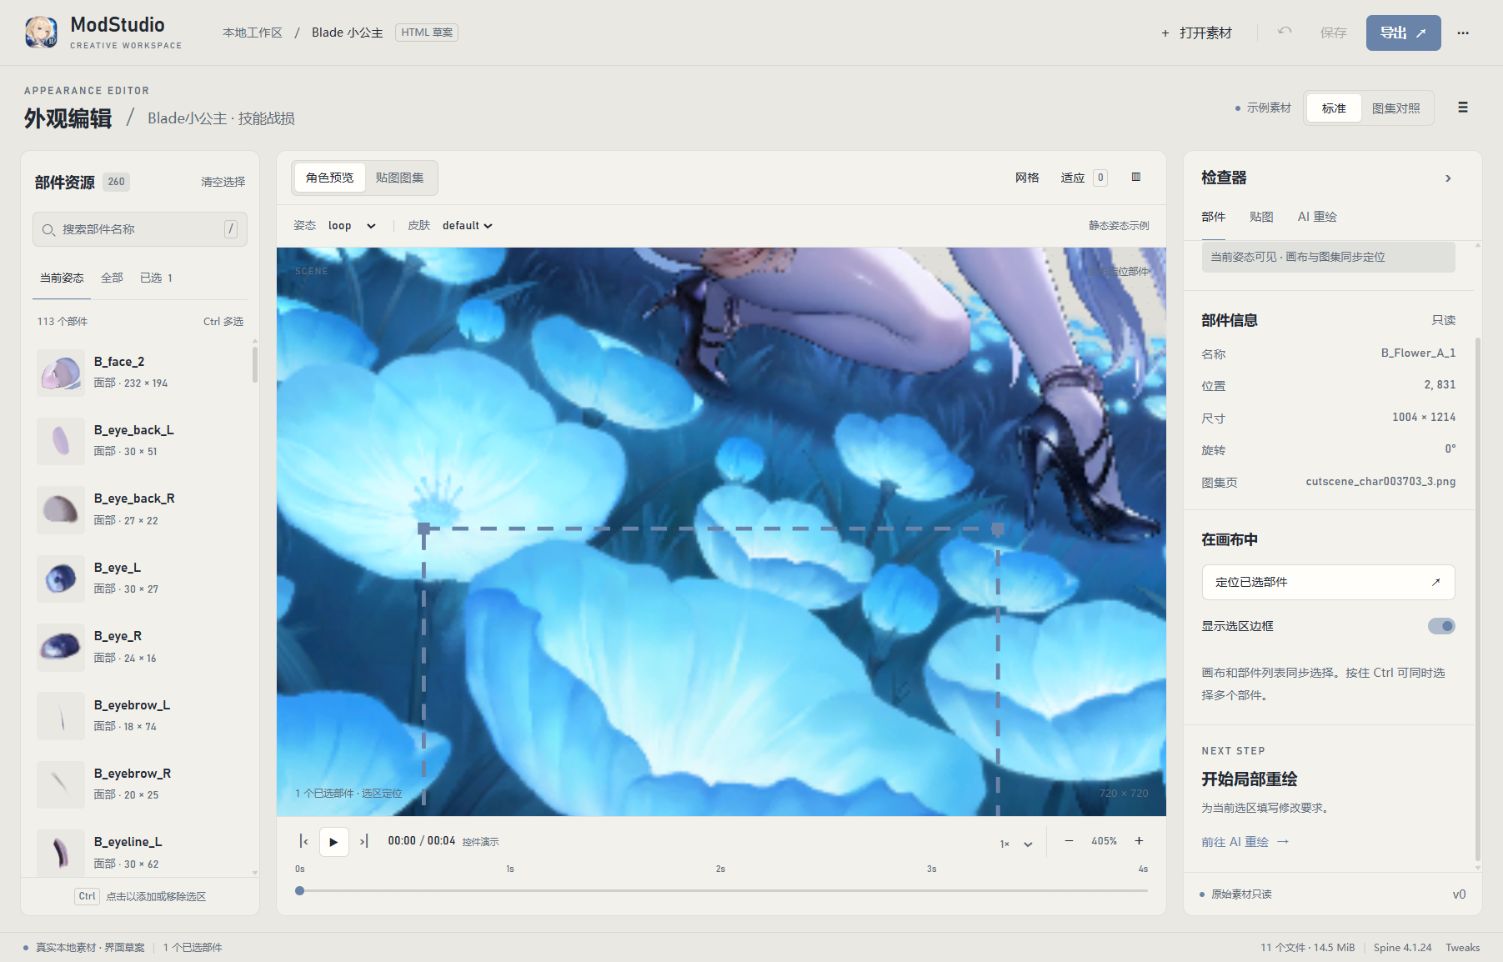 ModStudio
CREATIVE WORKSPACE
本地工作区 / Blade 小公主 HTML 草案
+ 打开素材
保存
导出 ↗
APPEARANCE EDITOR
外观编辑 / Blade小公主 · 技能战损
示例素材
标准
图集对照
部件资源 260
清空选择
搜索部件名称 /
当前姿态 全部 已选 1
113 个部件 Ctrl 多选
B_face_2
面部 · 232 × 194
B_eye_back_L
面部 · 30 × 51
B_eye_back_R
面部 · 27 × 22
B_eye_L
面部 · 30 × 27
B_eye_R
面部 · 24 × 16
B_eyebrow_L
面部 · 18 × 74
B_eyebrow_R
面部 · 20 × 25
B_eyeline_L
面部 · 30 × 62
Ctrl 点击以添加或移除选区
角色预览 贴图图集
网格 适应 0
姿态 loop 皮肤 default
静态姿态示例
SCENE
位部件
1 个已选部件 · 选区定位
720 × 720
00:00 / 00:04 控件演示
1× − 405% +
0s 1s 2s 3s 4s
检查器
部件 贴图 AI 重绘
当前姿态可见 · 画布与图集同步定位
部件信息 只读
名称 B_Flower_A_1
位置 2, 831
尺寸 1004 × 1214
旋转 0°
图集页 cutscene_char003703_3.png
在画布中
定位已选部件 ↗
显示选区边框
画布和部件列表同步选择。按住 Ctrl 可同时选
择多个部件。
NEXT STEP
开始局部重绘
为当前选区填写修改要求。
前往 AI 重绘 →
原始素材只读 v0
真实本地素材 · 界面草案 1 个已选部件
11 个文件 · 14.5 MiB Spine 4.1.24 Tweaks